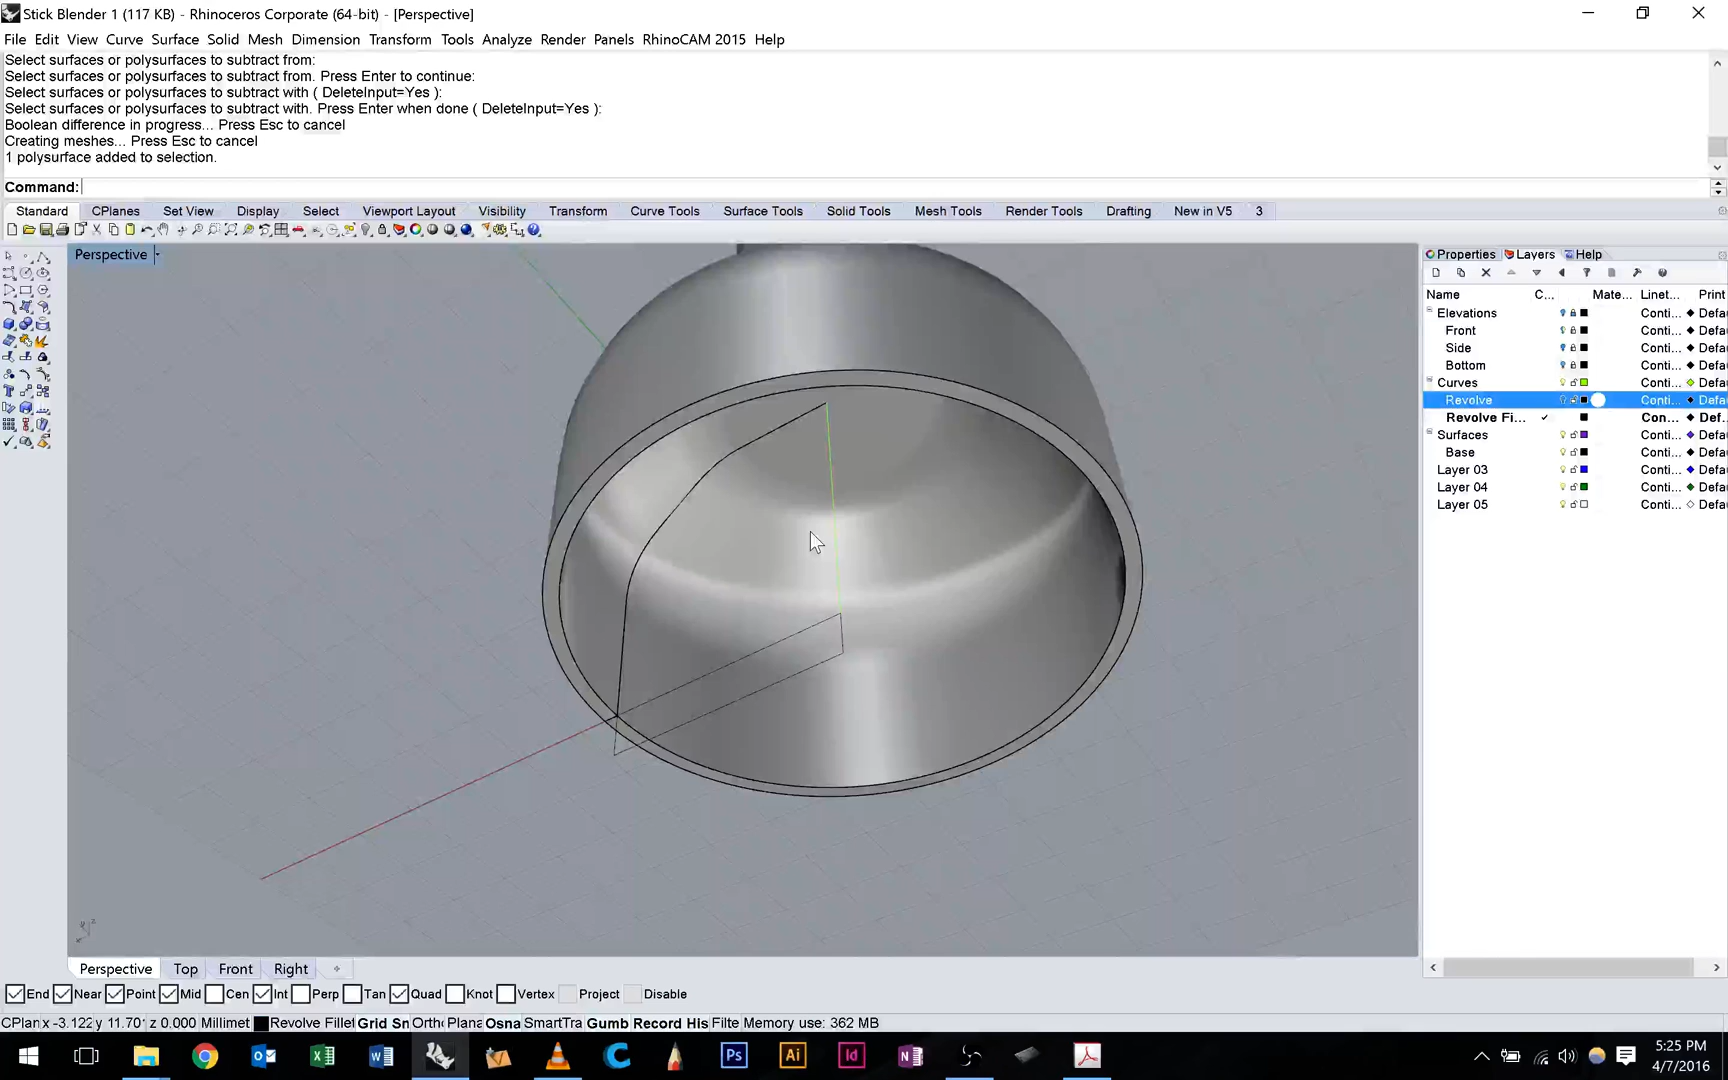 Stick Blender 1 (117 KB) - Rhinoceros Corporate (64-bit) - [Perspective]
File Edit View Curve Surface Solid Mesh Dimension Transform Tools Analyze Render Panels RhinoCAM 2015 Help
Select surfaces or polysurfaces to subtract from:
Select surfaces or polysurfaces to subtract from. Press Enter to continue:
Select surfaces or polysurfaces to subtract with ( DeleteInput=Yes ):
Select surfaces or polysurfaces to subtract with. Press Enter when done ( DeleteInput=Yes ):
Boolean difference in progress... Press Esc to cancel
Creating meshes... Press Esc to cancel
1 polysurface added to selection.
Command:
Standard CPlanes Set View Display Select Viewport Layout Visibility Transform Curve Tools Surface Tools Solid Tools Mesh Tools Render Tools Drafting New in V5 3
Perspective
Properties Layers Help
Name C... Mate... Linet... Print
Elevations Conti... Defa
Front Conti... Defa
Side Conti... Defa
Bottom Conti... Defa
Curves Conti... Defa
Revolve Conti... Defa
Revolve Fi... Con... Def..
Surfaces Conti... Defa
Base Conti... Defa
Layer 03 Conti... Defa
Layer 04 Conti... Defa
Layer 05 Conti... Defa
Perspective Top Front Right
End Near Point Mid Cen Int Perp Tan Quad Knot Vertex Project Disable
CPlan x -3.122 y 11.701 z 0.000 Millimet Revolve Fillet Grid Sn Ortho Plana Osna SmartTra Gumb Record His Filte Memory use: 362 MB
Ps Ai Id N
5:25 PM
4/7/2016